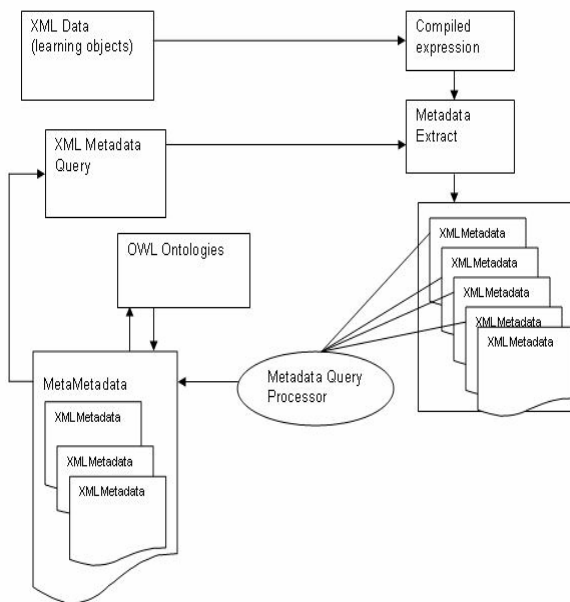 XML Data
(learning objects)
Compiled
expression
Metadata
Extract
XML Metadata
Query
XMLMetadata
XMLMetadata
XMLMetadata
XMLMetadata
XMLMetadata
OWL Ontologies
Metadata Query
Processor
MetaMetadata
XMLMetadata
XMLMetadata
XMLMetadata